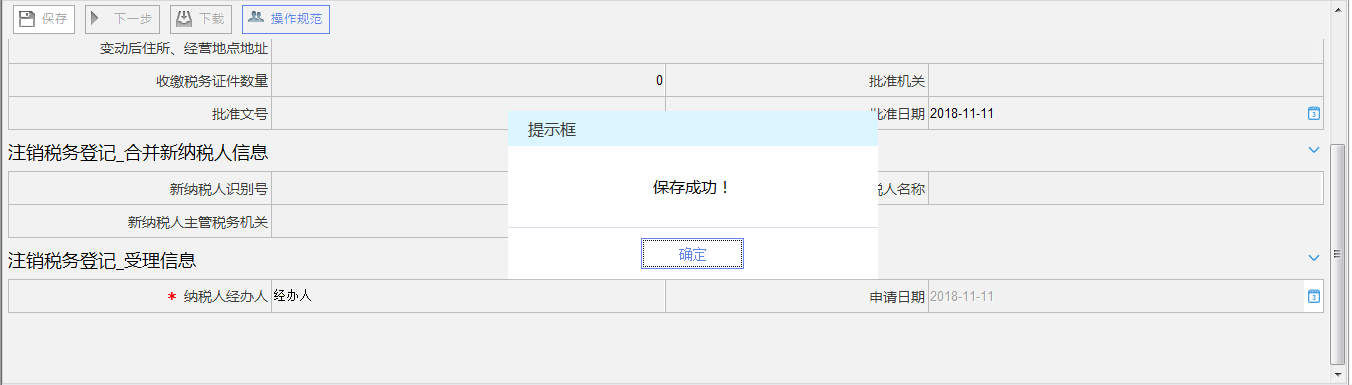 保存 下一步 下载 操作规范
变动后住所、经营地点地址
收缴税务证件数量 0 批准机关
批准文号 批准日期 2018-11-11
提示框
注销税务登记_合并新纳税人信息
保存成功！
新纳税人识别号 税人名称
新纳税人主管税务机关
确定
注销税务登记_受理信息
* 纳税人经办人 经办人 申请日期 2018-11-11